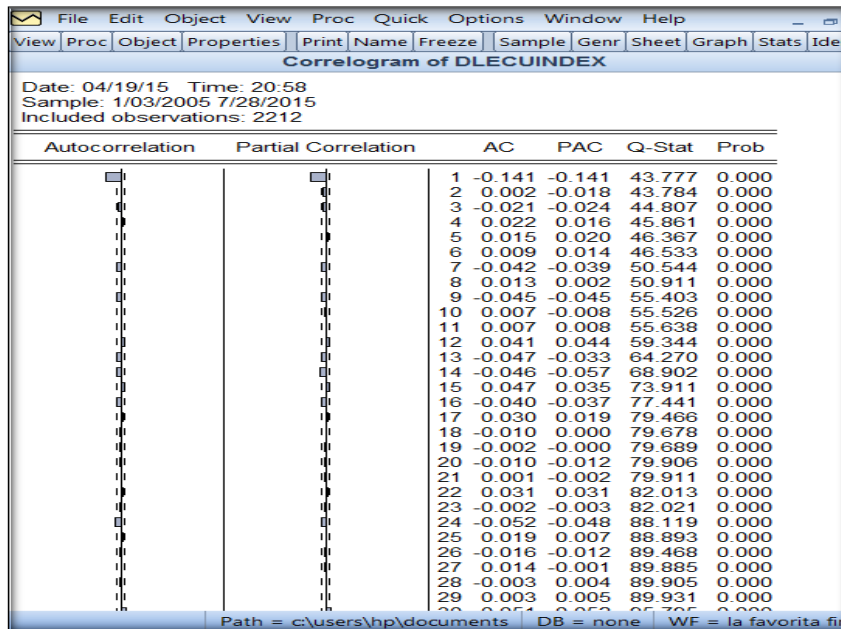 File Edit Object View Proc Quick Options Window Help
View Proc Object Properties Print Name Freeze Sample Genr Sheet Graph Stats Ide
Correlogram of DLECUINDEX
Date: 04/19/15 Time: 20:58
Sample: 1/03/2005 7/28/2015
Included observations: 2212
Autocorrelation Partial Correlation AC PAC Q-Stat Prob
1 -0.141 -0.141 43.777 0.000
2 0.002 -0.018 43.784 0.000
3 -0.021 -0.024 44.807 0.000
4 0.022 0.016 45.861 0.000
5 0.015 0.020 46.367 0.000
6 0.009 0.014 46.533 0.000
7 -0.042 -0.039 50.544 0.000
8 0.013 0.002 50.911 0.000
9 -0.045 -0.045 55.403 0.000
10 0.007 -0.008 55.526 0.000
11 0.007 0.008 55.638 0.000
12 0.041 0.044 59.344 0.000
13 -0.047 -0.033 64.270 0.000
14 -0.046 -0.057 68.902 0.000
15 0.047 0.035 73.911 0.000
16 -0.040 -0.037 77.441 0.000
17 0.030 0.019 79.466 0.000
18 -0.010 0.000 79.678 0.000
19 -0.002 -0.000 79.689 0.000
20 -0.010 -0.012 79.906 0.000
21 0.001 -0.002 79.911 0.000
22 0.031 0.031 82.013 0.000
23 -0.002 -0.003 82.021 0.000
24 -0.052 -0.048 88.119 0.000
25 0.019 0.007 88.893 0.000
26 -0.016 -0.012 89.468 0.000
27 0.014 -0.001 89.885 0.000
28 -0.003 0.004 89.905 0.000
29 0.003 0.005 89.931 0.000
Path = c:\users\hp\documents DB = none WF = la favorita fi